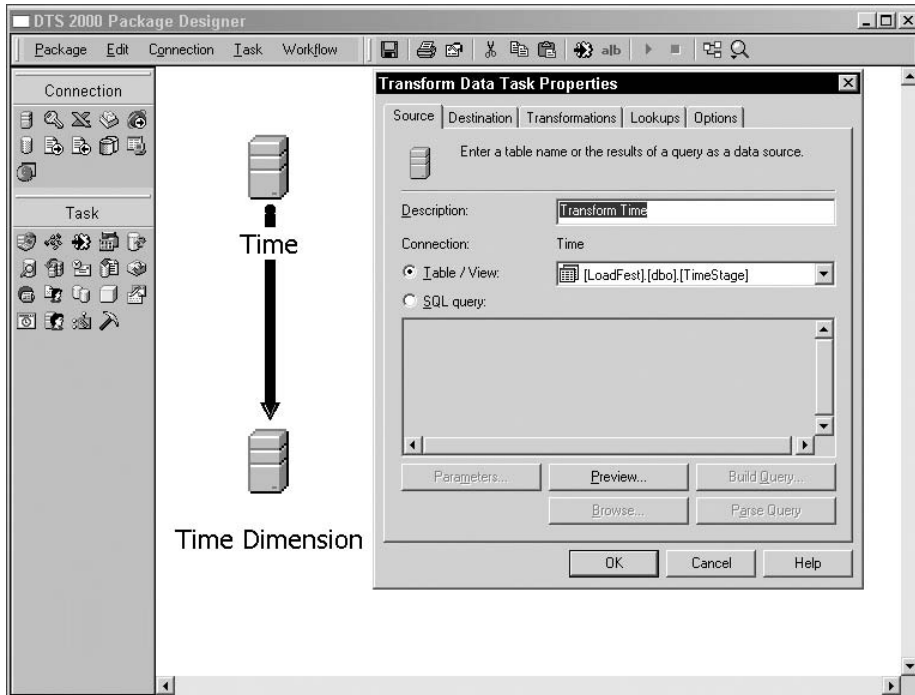 DTS 2000 Package Designer
Package Edit Connection Task Workflow
a|b
Connection
Task
Time
Time Dimension
Transform Data Task Properties
Source Destination Transformations Lookups Options
Enter a table name or the results of a query as a data source.
Description: Transform Time
Connection: Time
Table / View: [LoadFest].[dbo].[TimeStage]
SQL query:
Parameters... Preview... Build Query...
Browse... Parse Query
OK Cancel Help